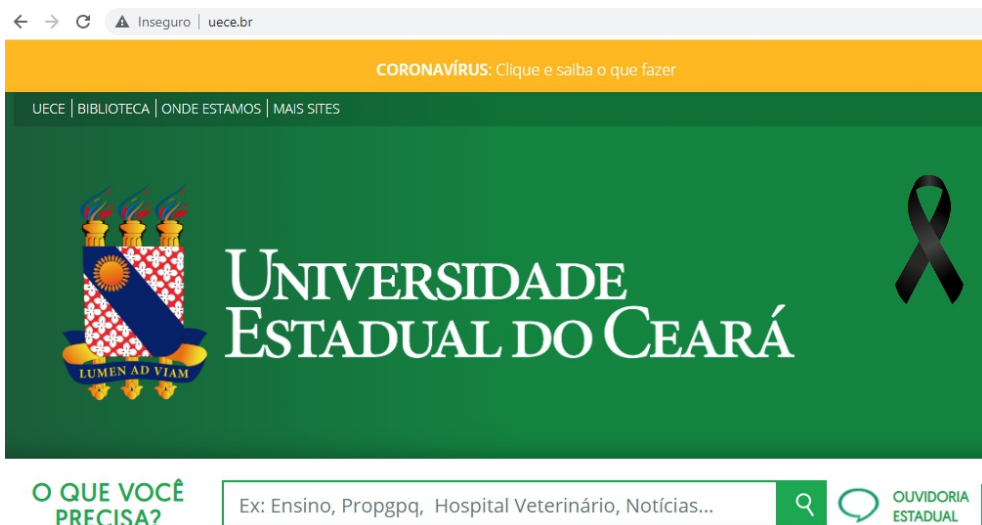 Inseguro | uece.br
CORONAVÍRUS: Clique e saiba o que fazer
UECE | BIBLIOTECA | ONDE ESTAMOS | MAIS SITES
UNIVERSIDADE
ESTADUAL DO CEARÁ
LUMEN AD VIAM
O QUE VOCÊ
PRECISA?
Ex: Ensino, Propgpq, Hospital Veterinário, Notícias...
OUVIDORIA
ESTADUAL